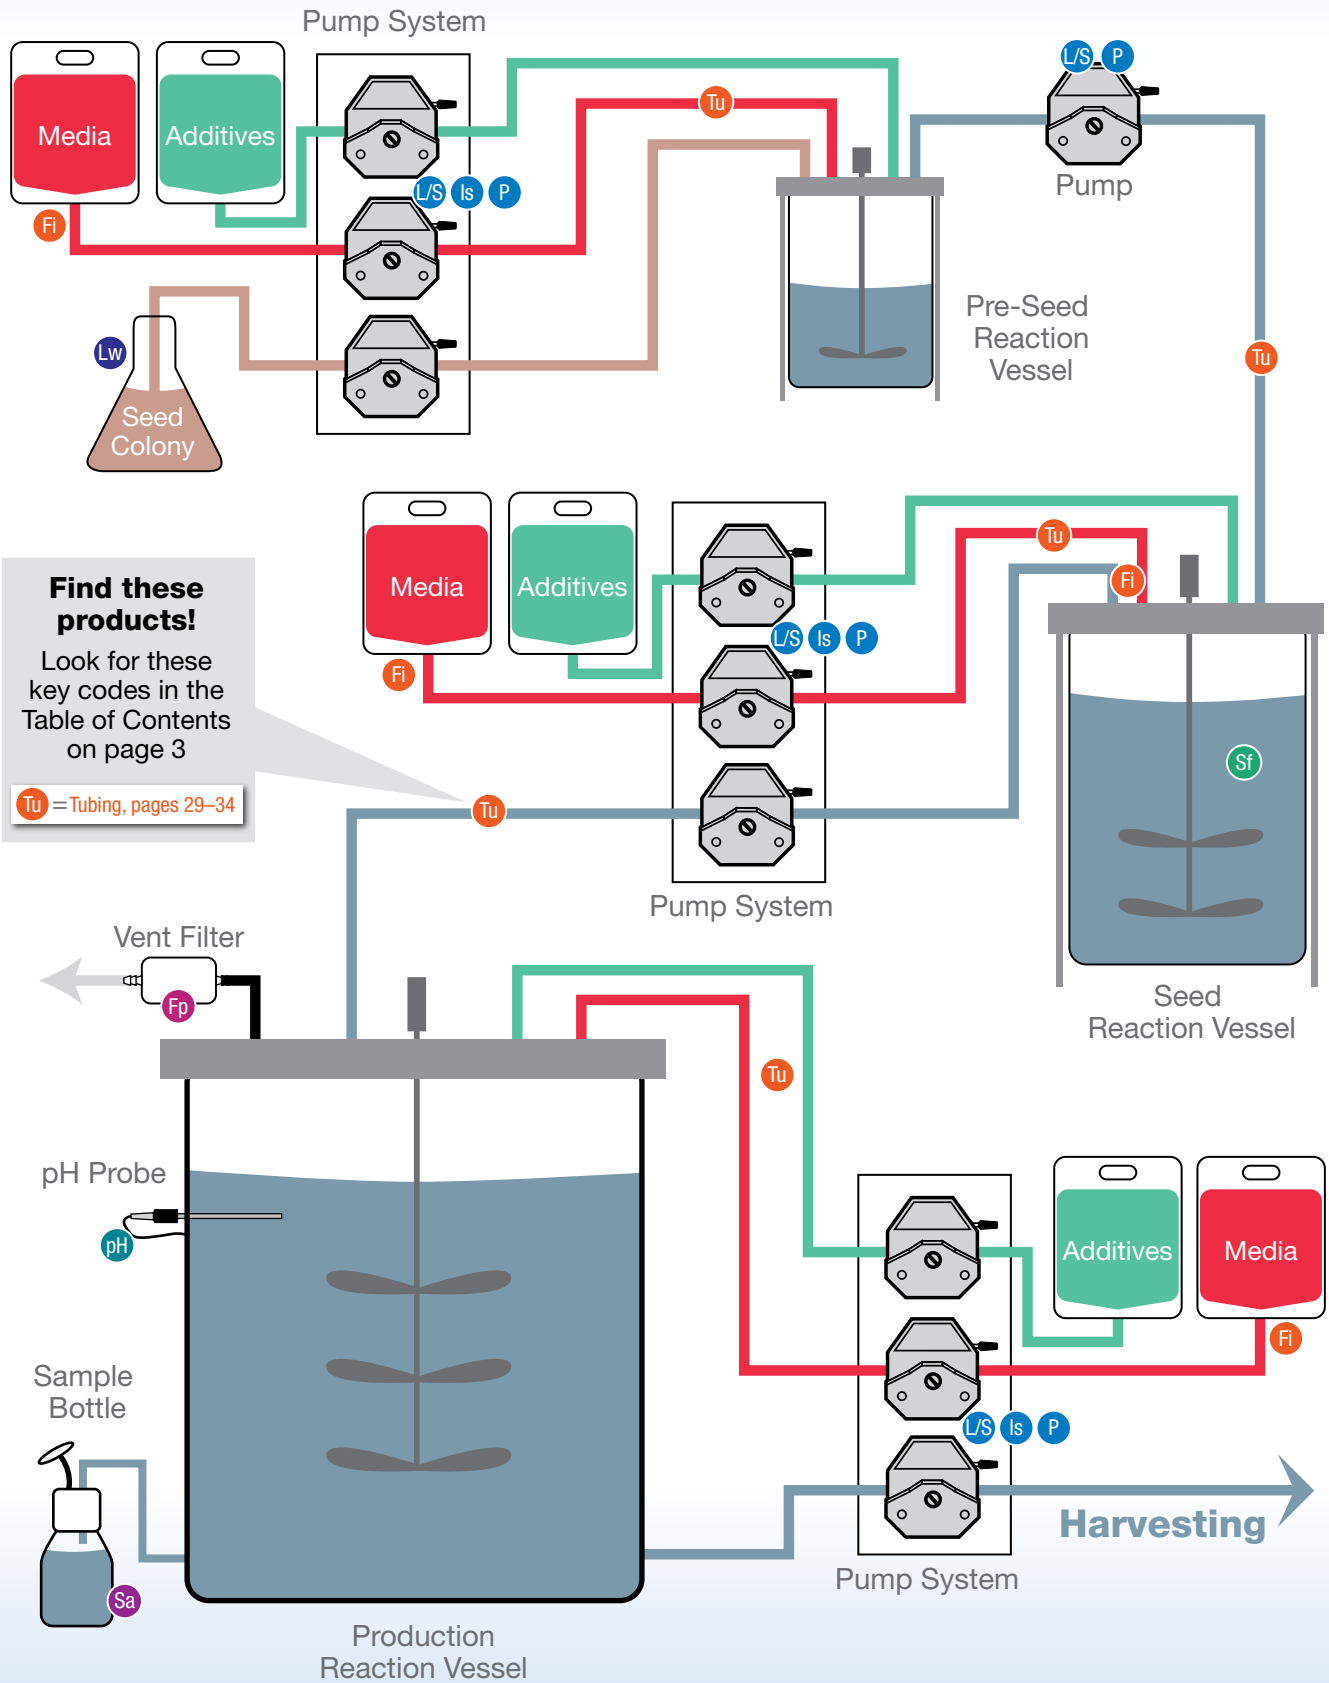 Pump System
Media
Additives
Tu
L/S
P
Pump
L/S
Is
P
Fi
Lw
Seed
Colony
Pre-Seed
Reaction
Vessel
Tu
Media
Additives
Tu
Fi
L/S
Is
P
Fi
Find these
products!
Look for these
key codes in the
Table of Contents
on page 3
Tu = Tubing, pages 29–34
Tu
Sf
Pump System
Seed
Reaction Vessel
Vent Filter
Fp
Tu
pH Probe
pH
Additives
Media
Fi
L/S
Is
P
Sample
Bottle
Sa
Harvesting
Pump System
Production
Reaction Vessel